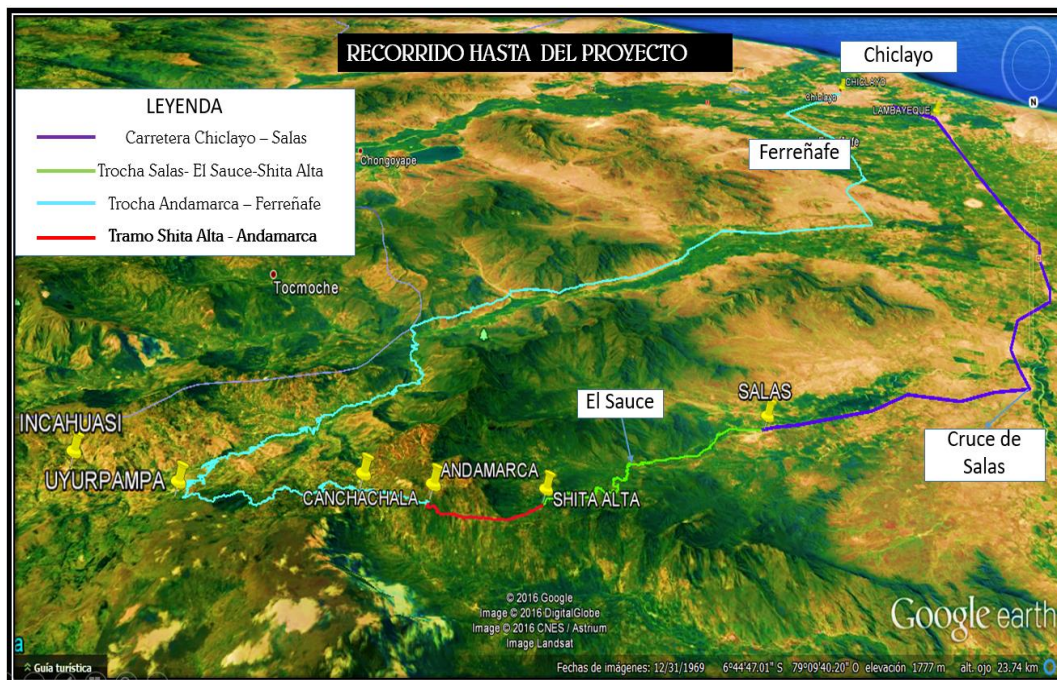 RECORRIDO HASTA DEL PROYECTO
Chiclayo
CHICLAYO
chiclayo
LAMBAYEQUE
LEYENDA
Carretera Chiclayo – Salas
Trocha Salas- El Sauce-Shita Alta
Trocha Andamarca – Ferreñafe
Tramo Shita Alta - Andamarca
N
Chongoyape
Ferreñafe
Tocmoche
El Sauce
SALAS
INCAHUASI
Cruce de
Salas
UYURPAMPA
CANCHACHALA
ANDAMARCA
SHITA ALTA
© 2016 Google
Image © 2016 DigitalGlobe
Image © 2016 CNES / Astrium
Image Landsat
Google earth
a
Guía turística
Fechas de imágenes: 12/31/1969 6°44'47.01" S 79°09'40.20" O elevación 1777 m alt. ojo 23.74 km